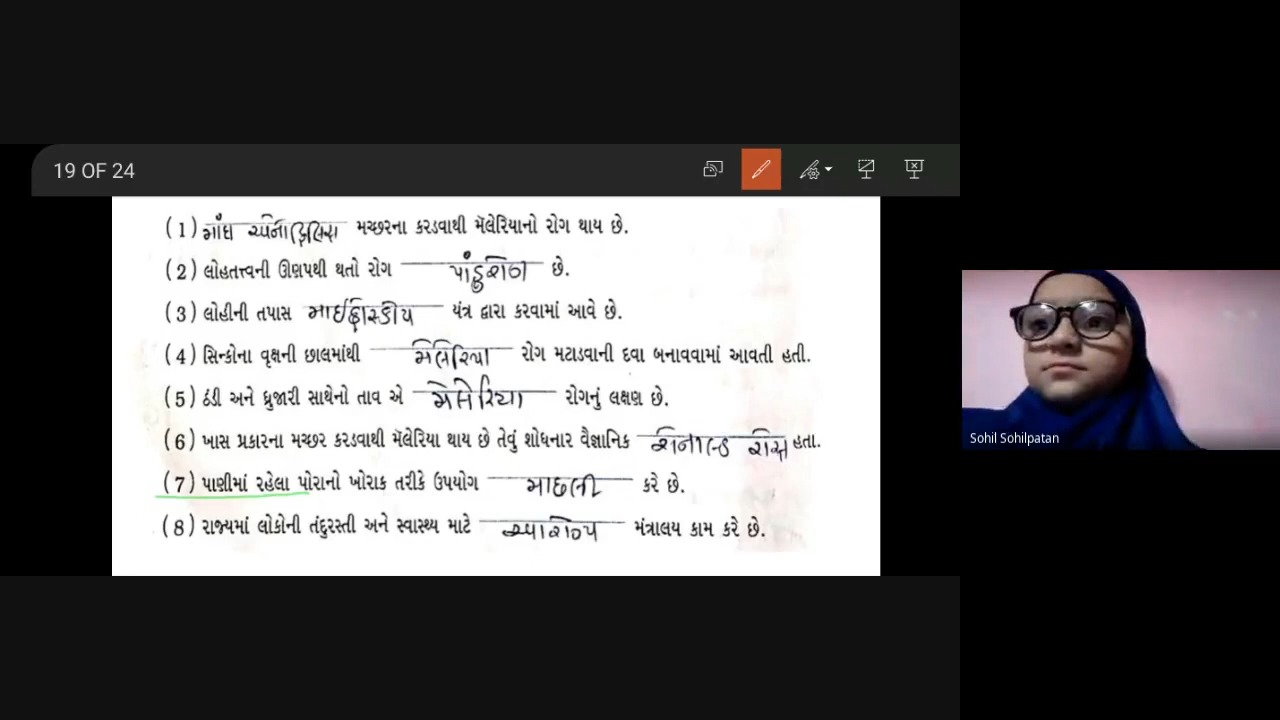 19 OF 24
(1) માદા એનોફિલિસ મચ્છરના કરડવાથી મૅલેરિયાનો રોગ થાય છે.
(2) લોહતત્ત્વની ઊણપથી થતો રોગ પાંડુરોગ છે.
(3) લોહીની તપાસ માઈક્રોસ્કોપ યંત્ર દ્વારા કરવામાં આવે છે.
(4) સિન્કોના વૃક્ષની છાલમાંથી મેલેરિયા રોગ મટાડવાની દવા બનાવવામાં આવતી હતી.
(5) ઠંડી અને ધ્રુજારી સાથેનો તાવ એ મેલેરિયા રોગનું લક્ષણ છે.
(6) ખાસ પ્રકારના મચ્છર કરડવાથી મૅલેરિયા થાય છે તેવું શોધનાર વૈજ્ઞાનિક રોનાલ્ડ રોસ હતા.
(7) પાણીમાં રહેલા પોરાનો ખોરાક તરીકે ઉપયોગ માછલી કરે છે.
(8) રાજ્યમાં લોકોની તંદુરસ્તી અને સ્વાસ્થ્ય માટે આરોગ્ય મંત્રાલય કામ કરે છે.
Sohil Sohilpatan